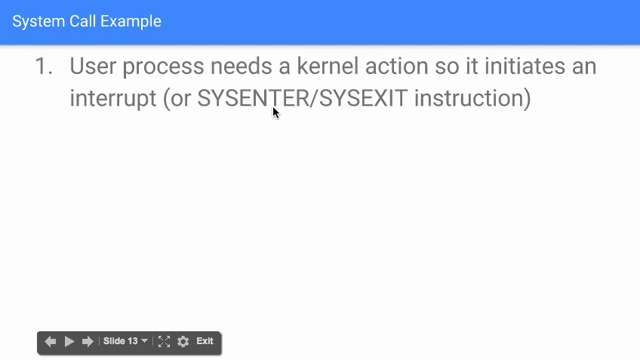 System Call Example
1. User process needs a kernel action so it initiates an
interrupt (or SYSENTER/SYSEXIT instruction)
Slide 13
Exit